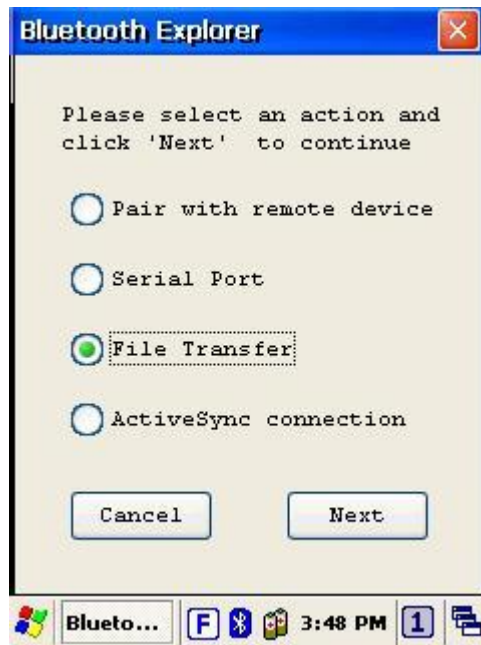 Bluetooth Explorer
Please select an action and
click 'Next' to continue
Pair with remote device
Serial Port
File Transfer
ActiveSync connection
Cancel
Next
Blueto... F 3:48 PM 1